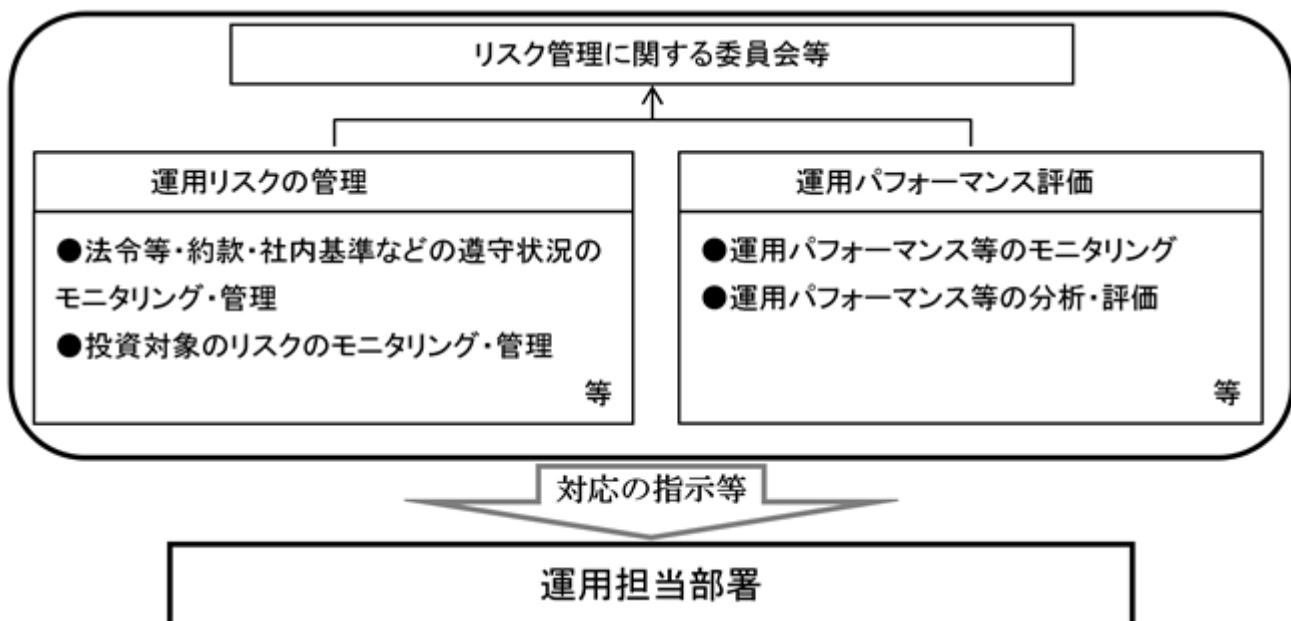 リスク管理に関する委員会等
運用リスクの管理
●法令等・約款・社内基準などの遵守状況の
モニタリング・管理
●投資対象のリスクのモニタリング・管理
等
運用パフォーマンス評価
●運用パフォーマンス等のモニタリング
●運用パフォーマンス等の分析・評価
等
対応の指示等
運用担当部署